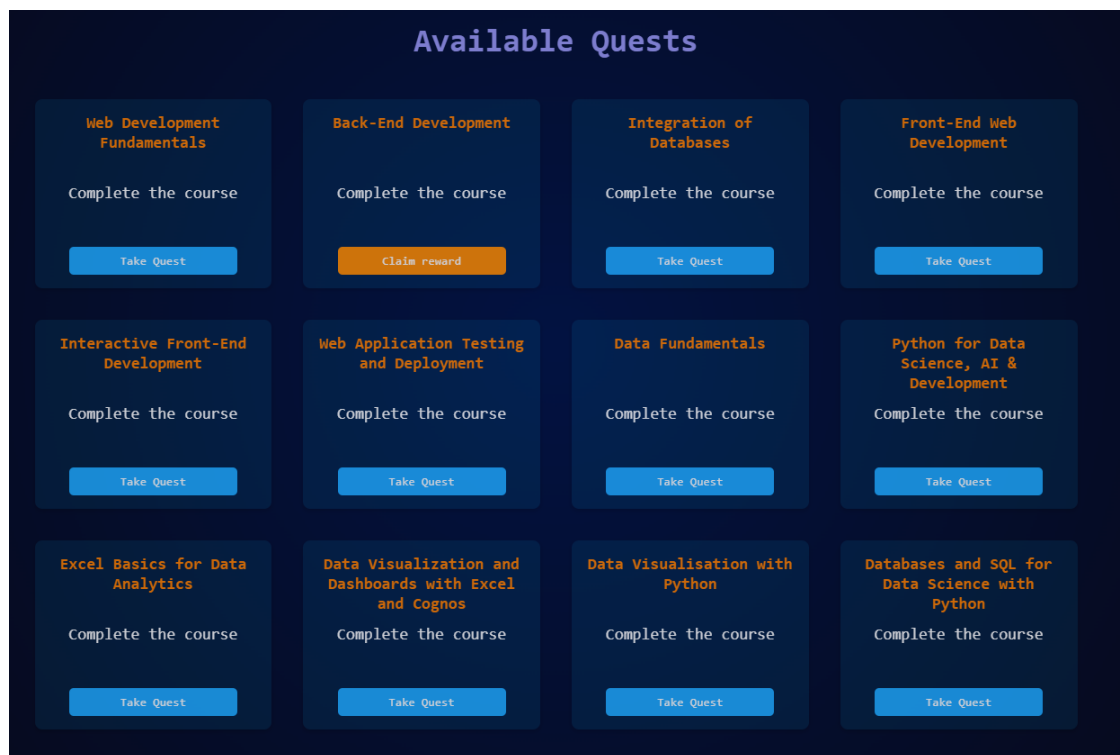 Available Quests
Web Development
Fundamentals
Complete the course
Take Quest
Back-End Development
Complete the course
Claim reward
Integration of
Databases
Complete the course
Take Quest
Front-End Web
Development
Complete the course
Take Quest
Interactive Front-End
Development
Complete the course
Take Quest
Web Application Testing
and Deployment
Complete the course
Take Quest
Data Fundamentals
Complete the course
Take Quest
Python for Data
Science, AI &
Development
Complete the course
Take Quest
Excel Basics for Data
Analytics
Complete the course
Take Quest
Data Visualization and
Dashboards with Excel
and Cognos
Complete the course
Take Quest
Data Visualisation with
Python
Complete the course
Take Quest
Databases and SQL for
Data Science with
Python
Complete the course
Take Quest